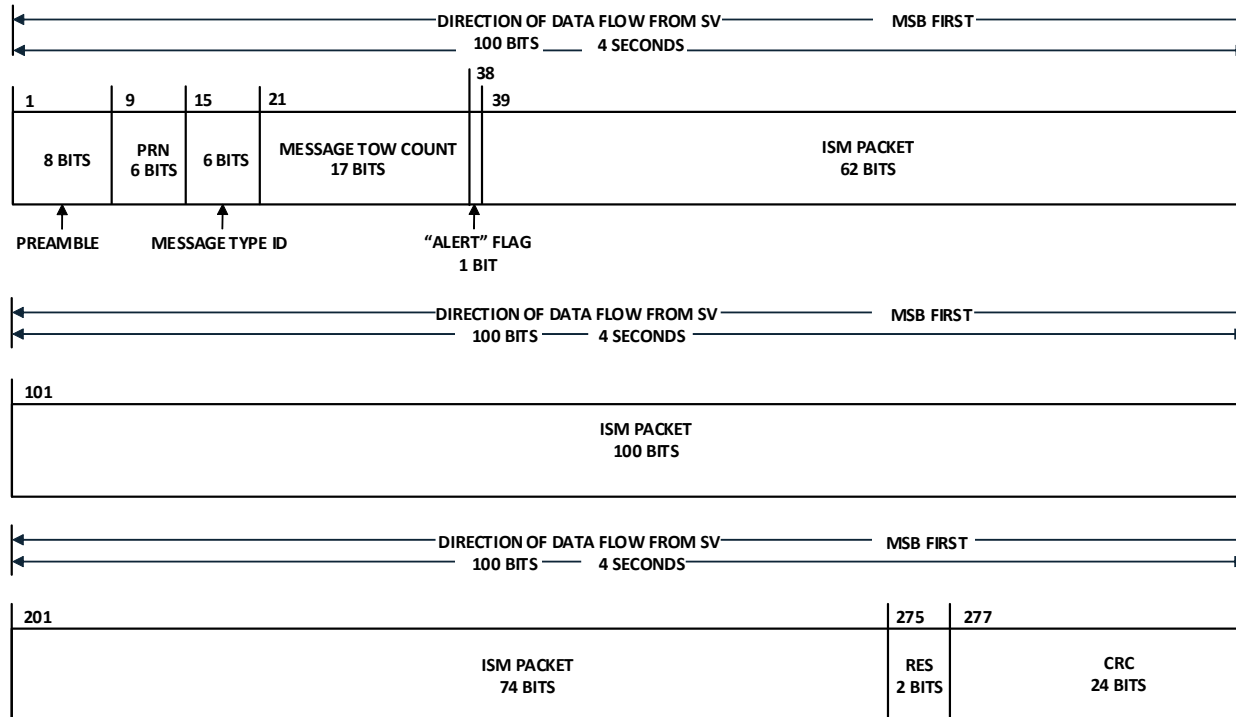 DIRECTION OF DATA FLOW FROM SV MSB FIRST
100 BITS 4 SECONDS
38
1 9 15 21 39
8 BITS PRN 6 BITS 6 BITS MESSAGE TOW COUNT 17 BITS ISM PACKET 62 BITS
PREAMBLE MESSAGE TYPE ID “ALERT” FLAG
1 BIT
DIRECTION OF DATA FLOW FROM SV MSB FIRST
100 BITS 4 SECONDS
101
ISM PACKET
100 BITS
DIRECTION OF DATA FLOW FROM SV MSB FIRST
100 BITS 4 SECONDS
201 275 277
ISM PACKET RES CRC
74 BITS 2 BITS 24 BITS